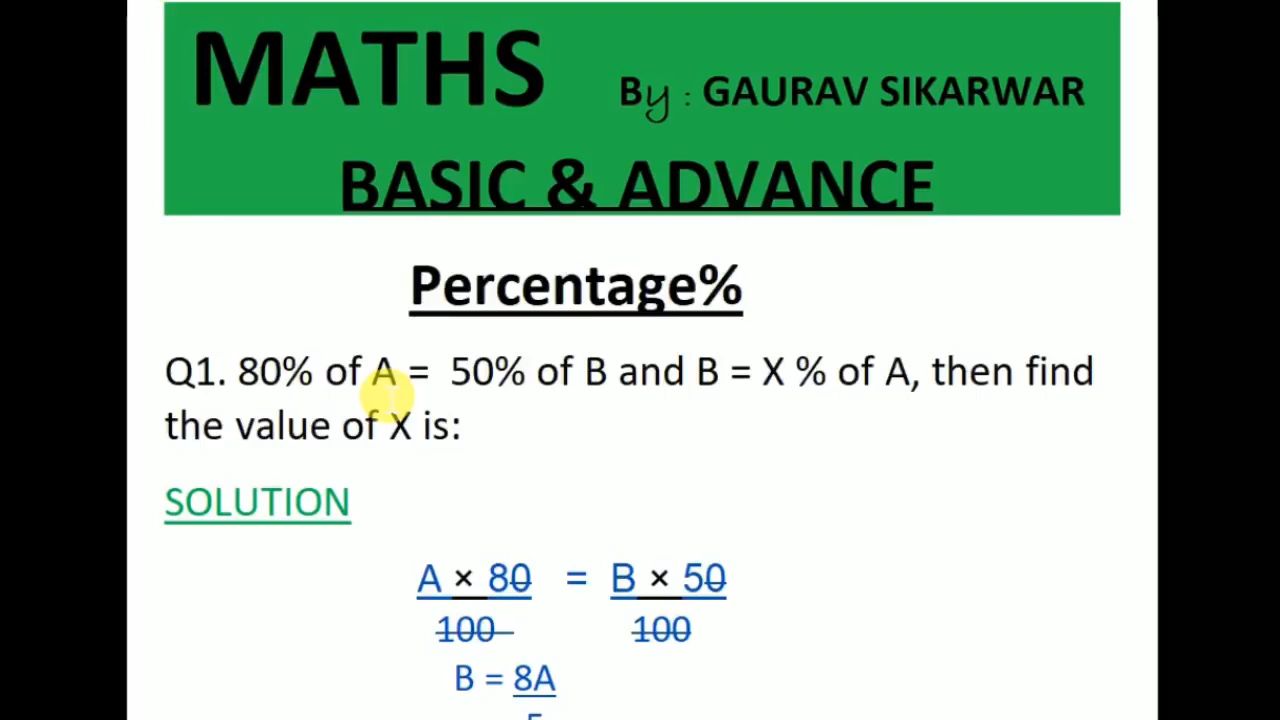 MATHS By : GAURAV SIKARWAR
BASIC & ADVANCE
Percentage%
Q1. 80% of A = 50% of B and B = X % of A, then find
the value of X is:
SOLUTION
A × 80 = B × 50
100 100
B = 8A
5